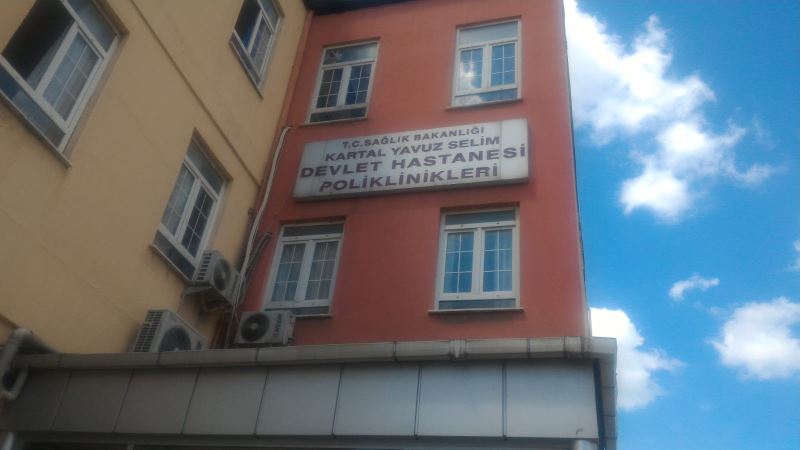 T.C.SAĞLIK BAKANLIĞI
KARTAL YAVUZ SELİM
DEVLET HASTANESİ
POLİKLİNİKLERİ